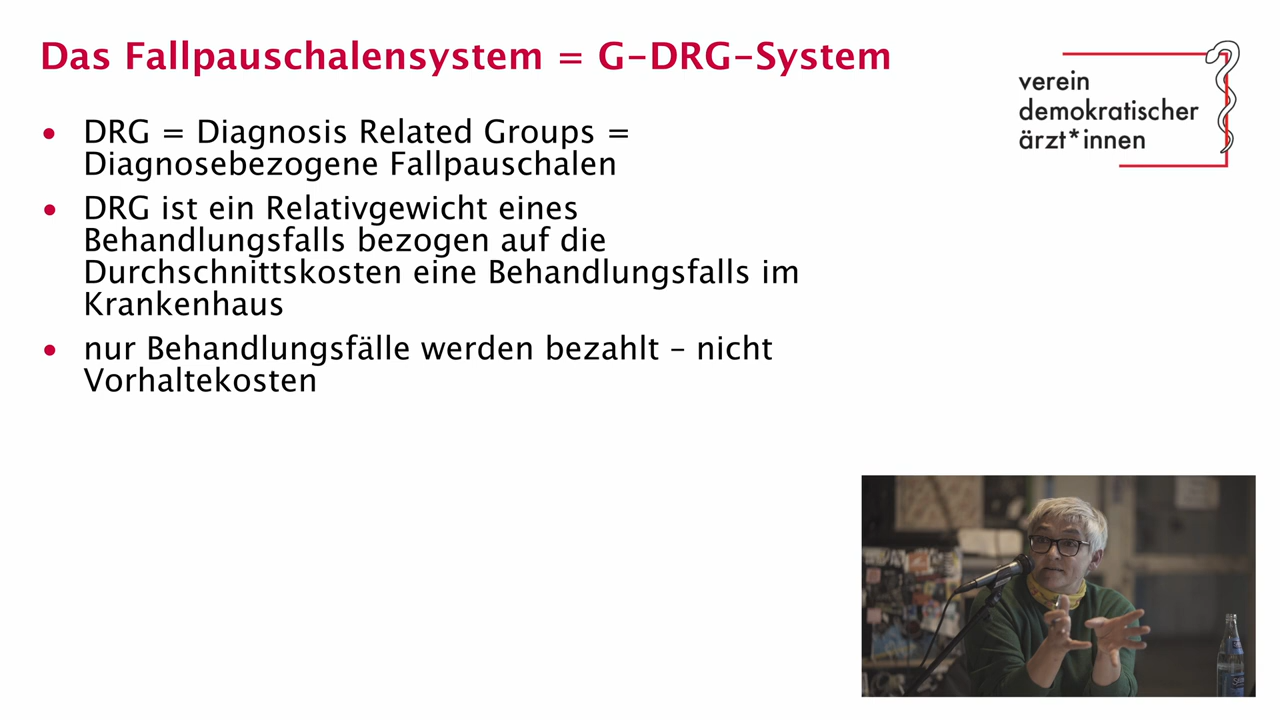 Das Fallpauschalensystem = G-DRG-System
verein
demokratischer
ärzt*innen
• DRG = Diagnosis Related Groups =
Diagnosebezogene Fallpauschalen
• DRG ist ein Relativgewicht eines
Behandlungsfalls bezogen auf die
Durchschnittskosten eine Behandlungsfalls im
Krankenhaus
• nur Behandlungsfälle werden bezahlt – nicht
Vorhaltekosten